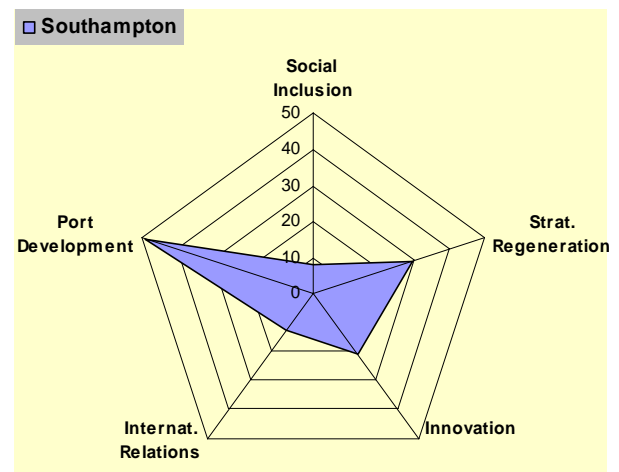 Southampton
Social
Inclusion
50
40
30
20
10
0
Port
Development
Strat.
Regeneration
Internat.
Relations
Innovation